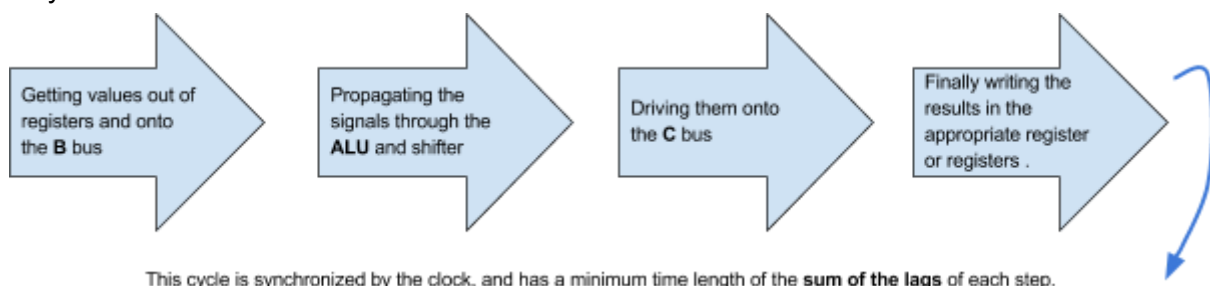 Getting values out of
registers and onto
the B bus
Propagating the
signals through the
ALU and shifter
Driving them onto
the C bus
Finally writing the
results in the
appropriate register
or registers .
This cycle is synchronized by the clock, and has a minimum time length of the sum of the lags of each step.